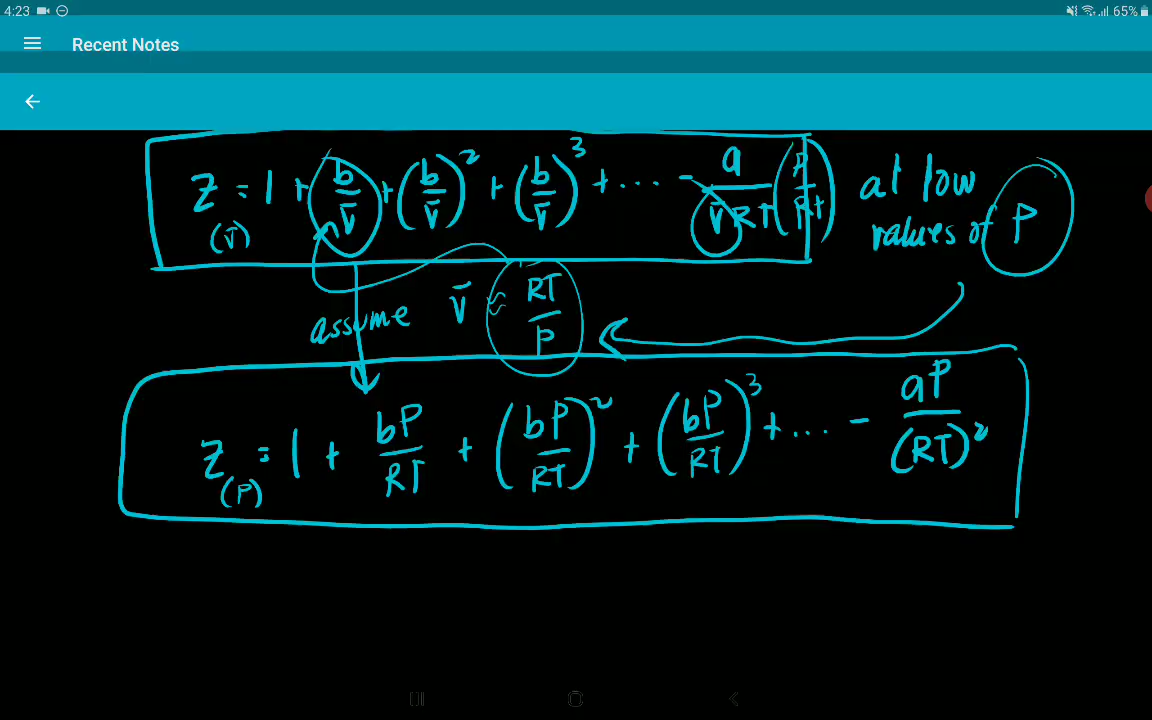 4:23 65%
Recent Notes
Z(V̄) = 1 + b/V̄ + (b/V̄)² + (b/V̄)³ + ... - a/V̄RT (P/RT) at low values of P
assume V̄ ≈ RT/P
Z(P) = 1 + bP/RT + (bP/RT)² + (bP/RT)³ + ... - aP/(RT)²